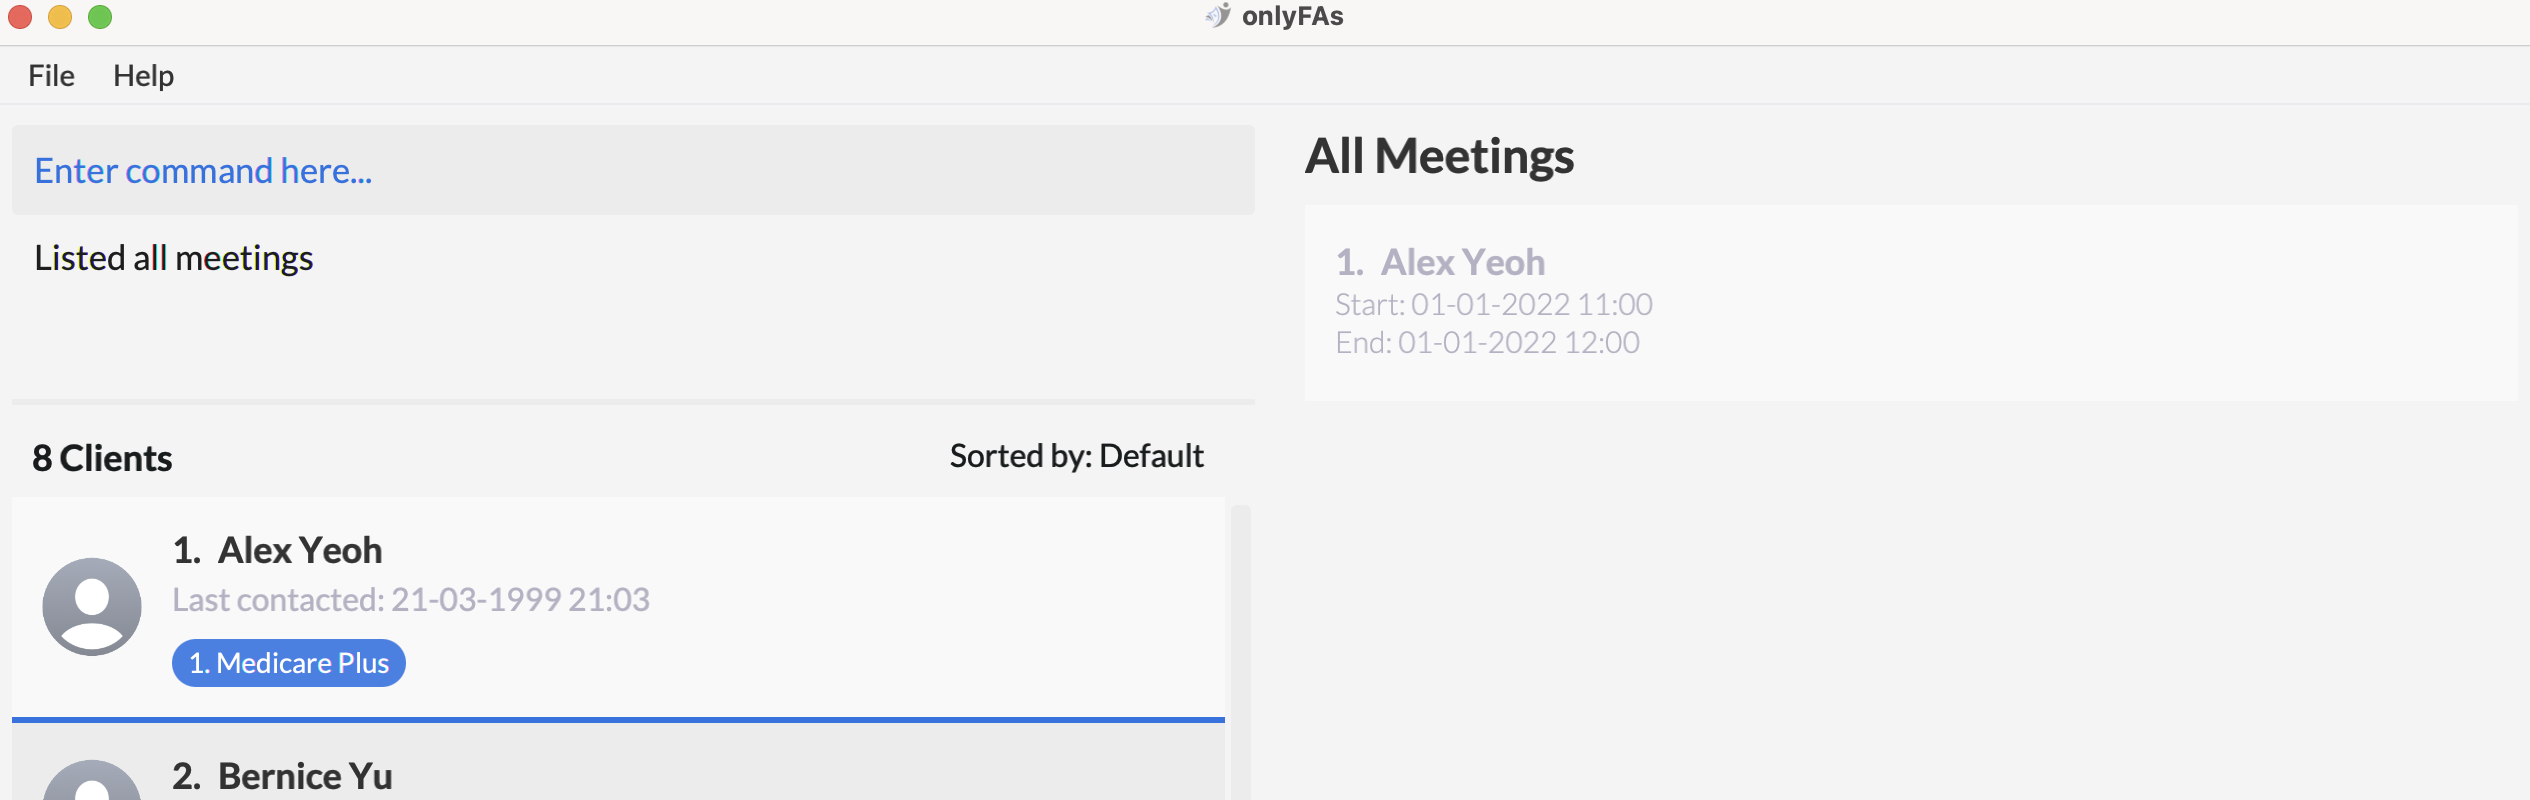 onlyFAs
File Help
Enter command here...
Listed all meetings
8 Clients Sorted by: Default
1. Alex Yeoh
Last contacted: 21-03-1999 21:03
1. Medicare Plus
2. Bernice Yu
All Meetings
1. Alex Yeoh
Start: 01-01-2022 11:00
End: 01-01-2022 12:00